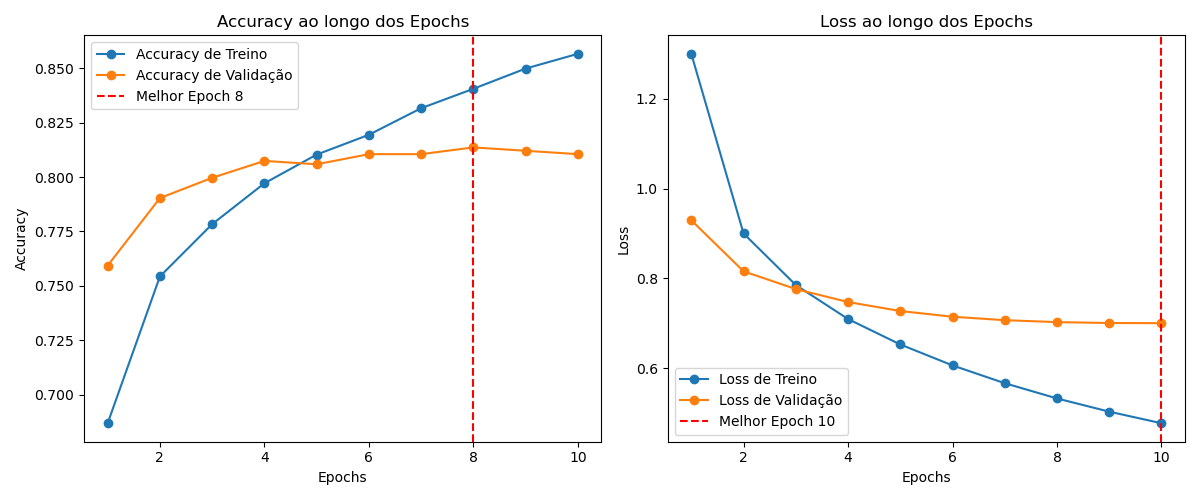 Accuracy ao longo dos Epochs
Accuracy de Treino
Accuracy de Validação
Melhor Epoch 8
0.850
0.825
0.800
0.775
0.750
0.725
0.700
Accuracy
2 4 6 8 10
Epochs
Loss ao longo dos Epochs
1.2
1.0
0.8
0.6
Loss
Loss de Treino
Loss de Validação
Melhor Epoch 10
2 4 6 8 10
Epochs